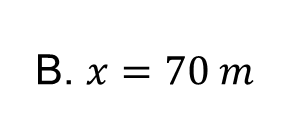 B. x = 70 m